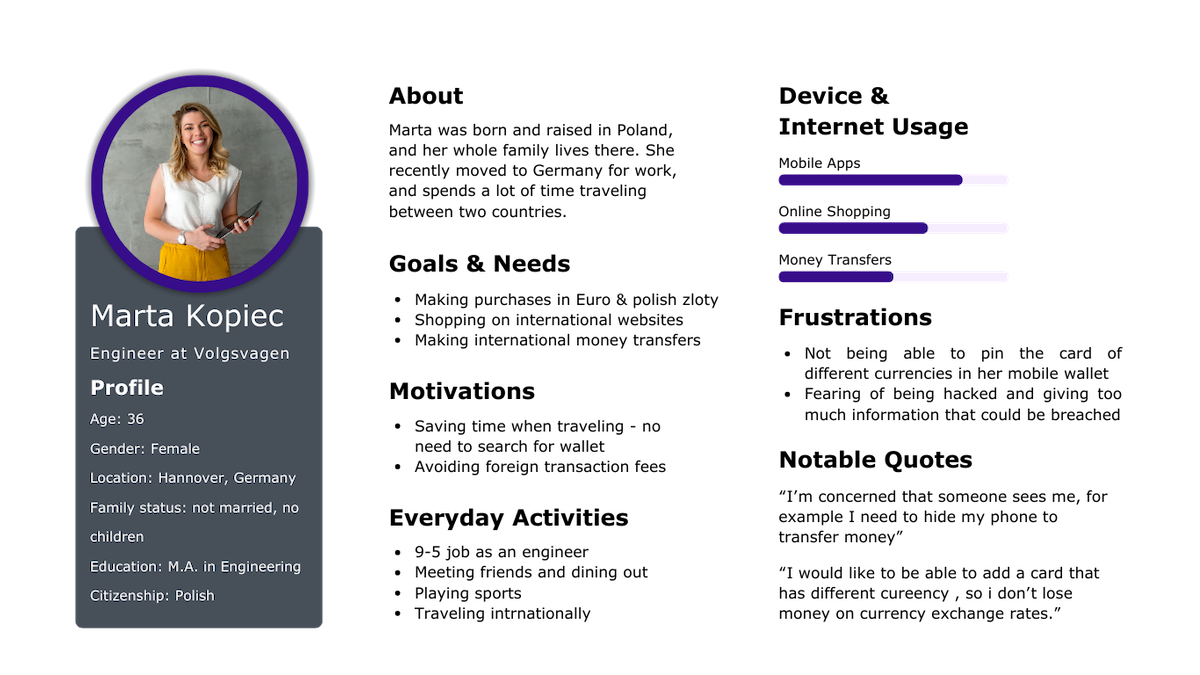 Marta Kopiec
Engineer at Volgsvagen
Profile
Age: 36
Gender: Female
Location: Hannover, Germany
Family status: not married, no
children
Education: M.A. in Engineering
Citizenship: Polish
About
Marta was born and raised in Poland,
and her whole family lives there. She
recently moved to Germany for work,
and spends a lot of time traveling
between two countries.
Goals & Needs
• Making purchases in Euro & polish zloty
• Shopping on international websites
• Making international money transfers
Motivations
• Saving time when traveling - no
need to search for wallet
• Avoiding foreign transaction fees
Everyday Activities
• 9-5 job as an engineer
• Meeting friends and dining out
• Playing sports
• Traveling intrnationally
Device &
Internet Usage
Mobile Apps
Online Shopping
Money Transfers
Frustrations
• Not being able to pin the card of
different currencies in her mobile wallet
• Fearing of being hacked and giving too
much information that could be breached
Notable Quotes
“I’m concerned that someone sees me, for
example I need to hide my phone to
transfer money”
“I would like to be able to add a card that
has different cureency , so i don’t lose
money on currency exchange rates.”